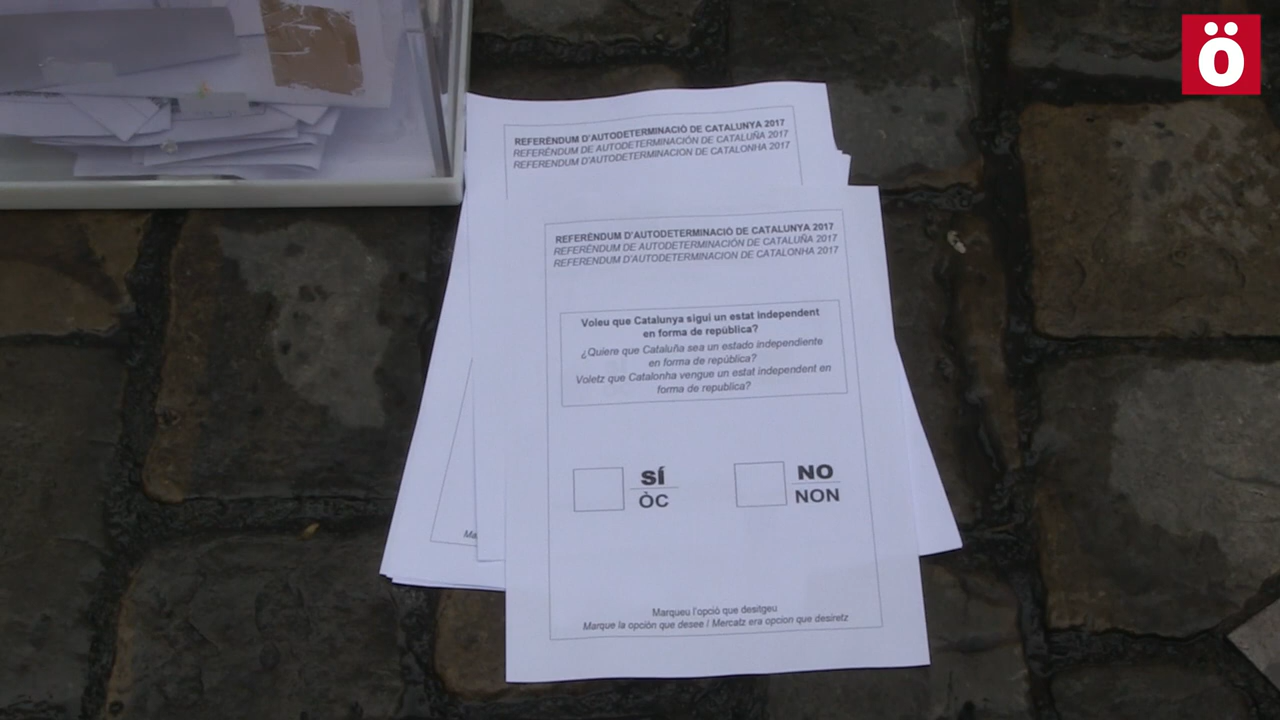 ö
REFERÈNDUM D'AUTODETERMINACIÓ DE CATALUNYA 2017
REFERÉNDUM DE AUTODETERMINACIÓN DE CATALUÑA 2017
REFERENDUM D'AUTODETERMINACION DE CATALONHA 2017
REFERÈNDUM D'AUTODETERMINACIÓ DE CATALUNYA 2017
REFERÉNDUM DE AUTODETERMINACIÓN DE CATALUÑA 2017
REFERENDUM D'AUTODETERMINACION DE CATALONHA 2017
Voleu que Catalunya sigui un estat independent
en forma de república?
¿Quiere que Cataluña sea un estado independiente
en forma de república?
Voletz que Catalonha vengue un estat independent en
forma de republica?
SÍ
ÒC
NO
NON
Ma
Marqueu l'opció que desitgeu
Marque la opción que desee / Mercatz era opcion que desiretz